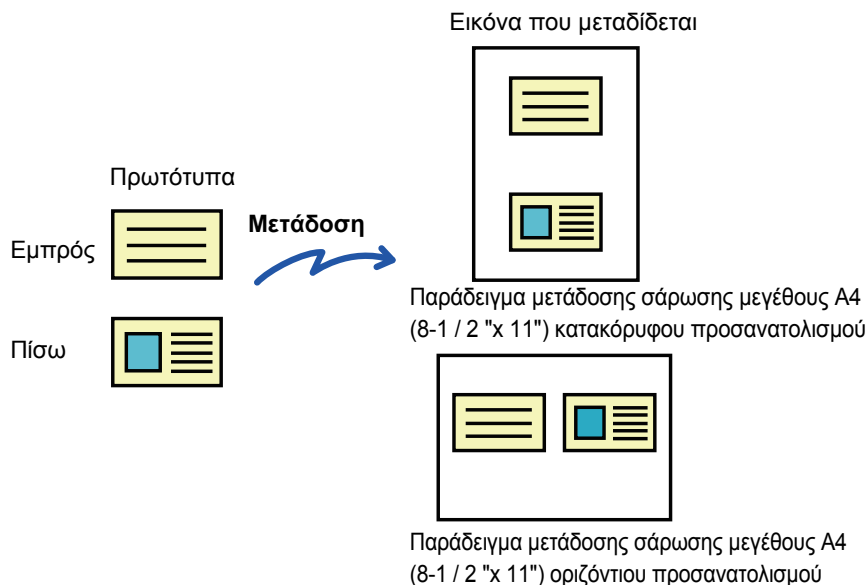 Εικόνα που μεταδίδεται
Πρωτότυπα
Εμπρός
Μετάδοση
Πίσω
Παράδειγμα μετάδοσης σάρωσης μεγέθους A4
(8-1 / 2 "x 11") κατακόρυφου προσανατολισμού
Παράδειγμα μετάδοσης σάρωσης μεγέθους A4
(8-1 / 2 "x 11") οριζόντιου προσανατολισμού